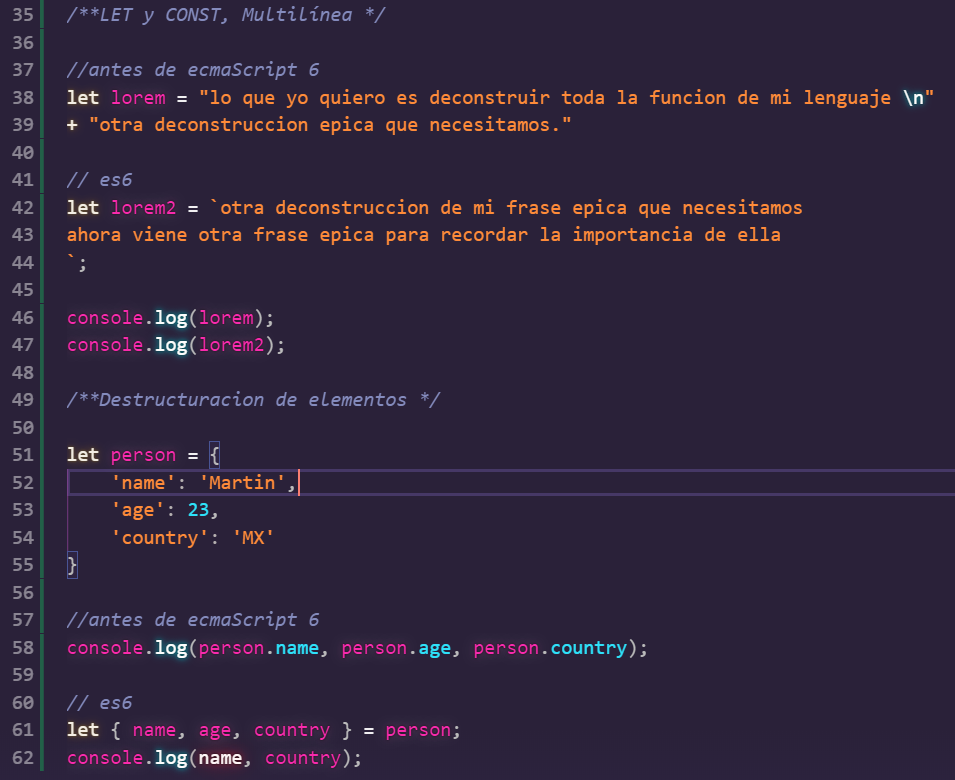 35 /**LET y CONST, Multilínea */
36
37 //antes de ecmaScript 6
38 let lorem = "lo que yo quiero es deconstruir toda la funcion de mi lenguaje \n"
39 + "otra deconstruccion epica que necesitamos."
40
41 // es6
42 let lorem2 = `otra deconstruccion de mi frase epica que necesitamos
43 ahora viene otra frase epica para recordar la importancia de ella
44 `;
45
46 console.log(lorem);
47 console.log(lorem2);
48
49 /**Destructuracion de elementos */
50
51 let person = {
52     'name': 'Martin',
53     'age': 23,
54     'country': 'MX'
55 }
56
57 //antes de ecmaScript 6
58 console.log(person.name, person.age, person.country);
59
60 // es6
61 let { name, age, country } = person;
62 console.log(name, country);